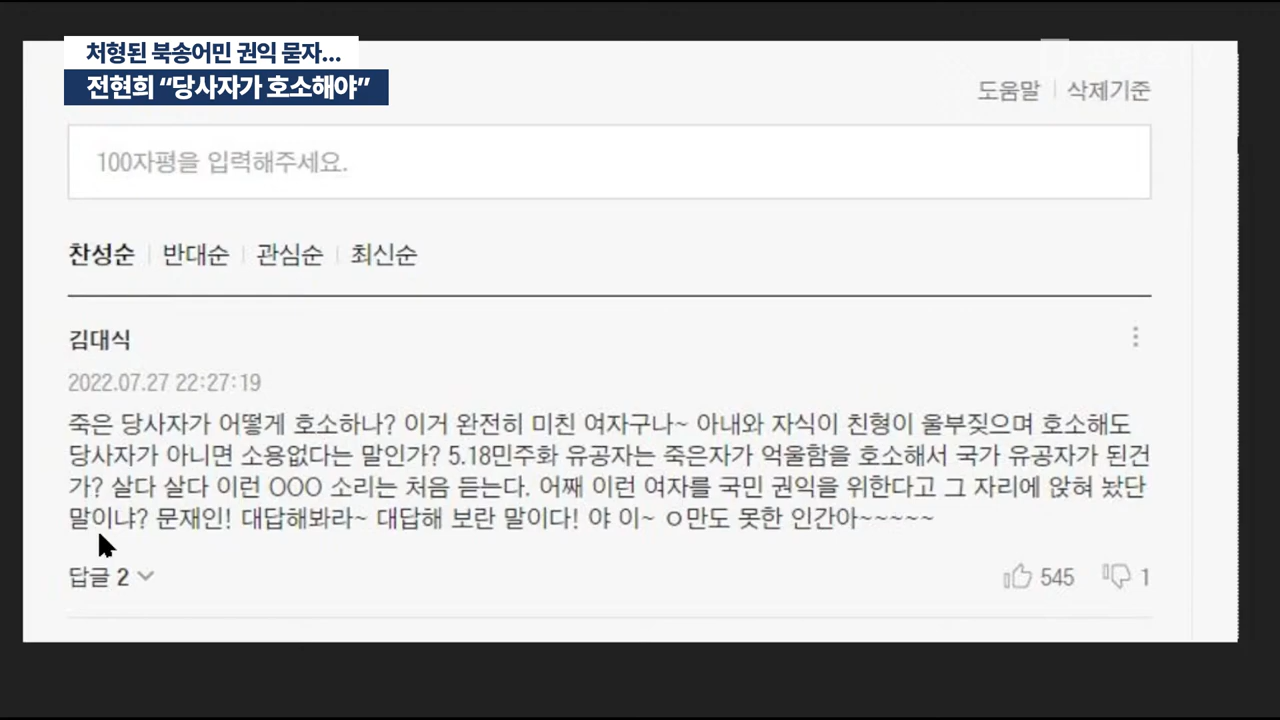 처형된 북송어민 권익 묻자...
전현희 “당사자가 호소해야”
도움말 | 삭제기준
100자평을 입력해주세요.
찬성순 | 반대순 | 관심순 | 최신순
김대식
2022.07.27 22:27:19
죽은 당사자가 어떻게 호소하나? 이거 완전히 미친 여자구나~ 아내와 자식이 친형이 울부짖으며 호소해도
당사자가 아니면 소용없다는 말인가? 5.18민주화 유공자는 죽은자가 억울함을 호소해서 국가 유공자가 된건
가? 살다 살다 이런 OOO 소리는 처음 듣는다. 어째 이런 여자를 국민 권익을 위한다고 그 자리에 앉혀 놨단
말이냐? 문재인! 대답해봐라~ 대답해 보란 말이다! 야 이~ ㅇ만도 못한 인간아~~~~~
답글 2
545 1